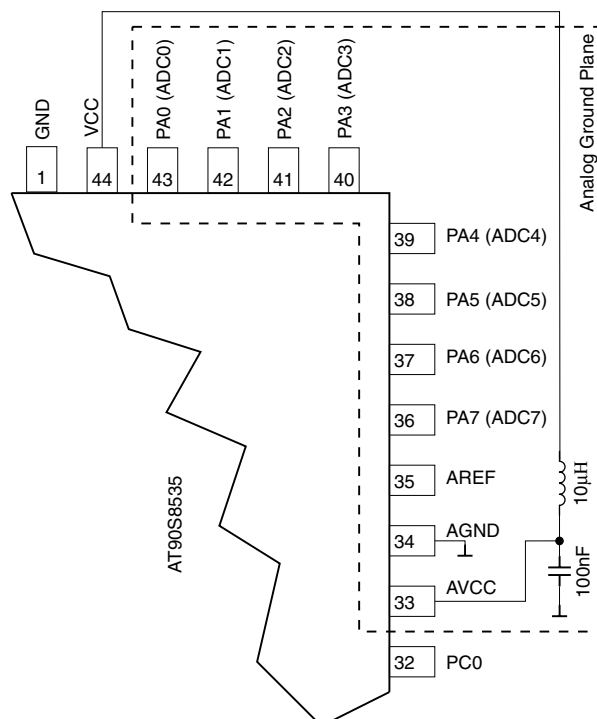 GND
VCC
PA0 (ADC0)
PA1 (ADC1)
PA2 (ADC2)
PA3 (ADC3)
Analog Ground Plane
1
44
43
42
41
40
39 PA4 (ADC4)
38 PA5 (ADC5)
37 PA6 (ADC6)
36 PA7 (ADC7)
35 AREF
10μH
34 AGND
AT90S8535
100nF
33 AVCC
32 PC0